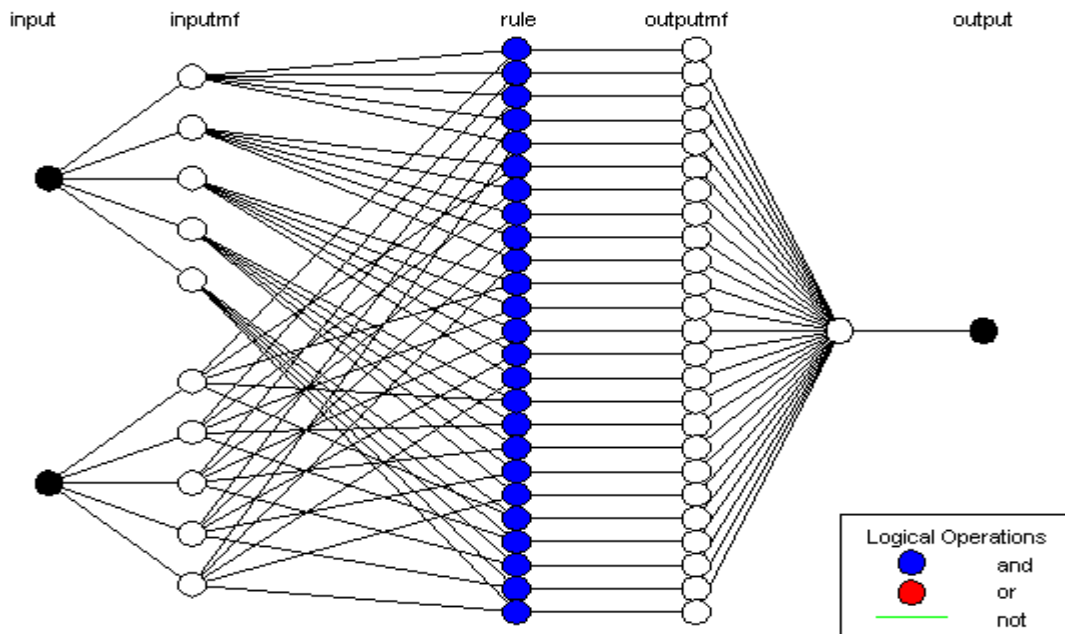 input inputmf rule outputmf output
Logical Operations
and
or
not